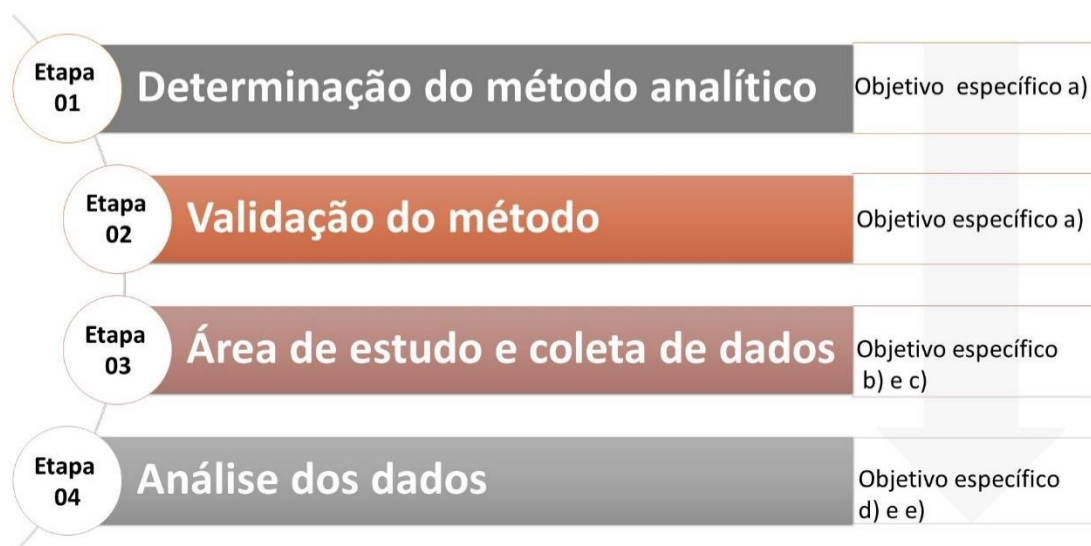 Etapa
01
Determinação do método analítico
Objetivo específico a)
Etapa
02
Validação do método
Objetivo específico a)
Etapa
03
Área de estudo e coleta de dados
Objetivo específico
b) e c)
Etapa
04
Análise dos dados
Objetivo específico
d) e e)